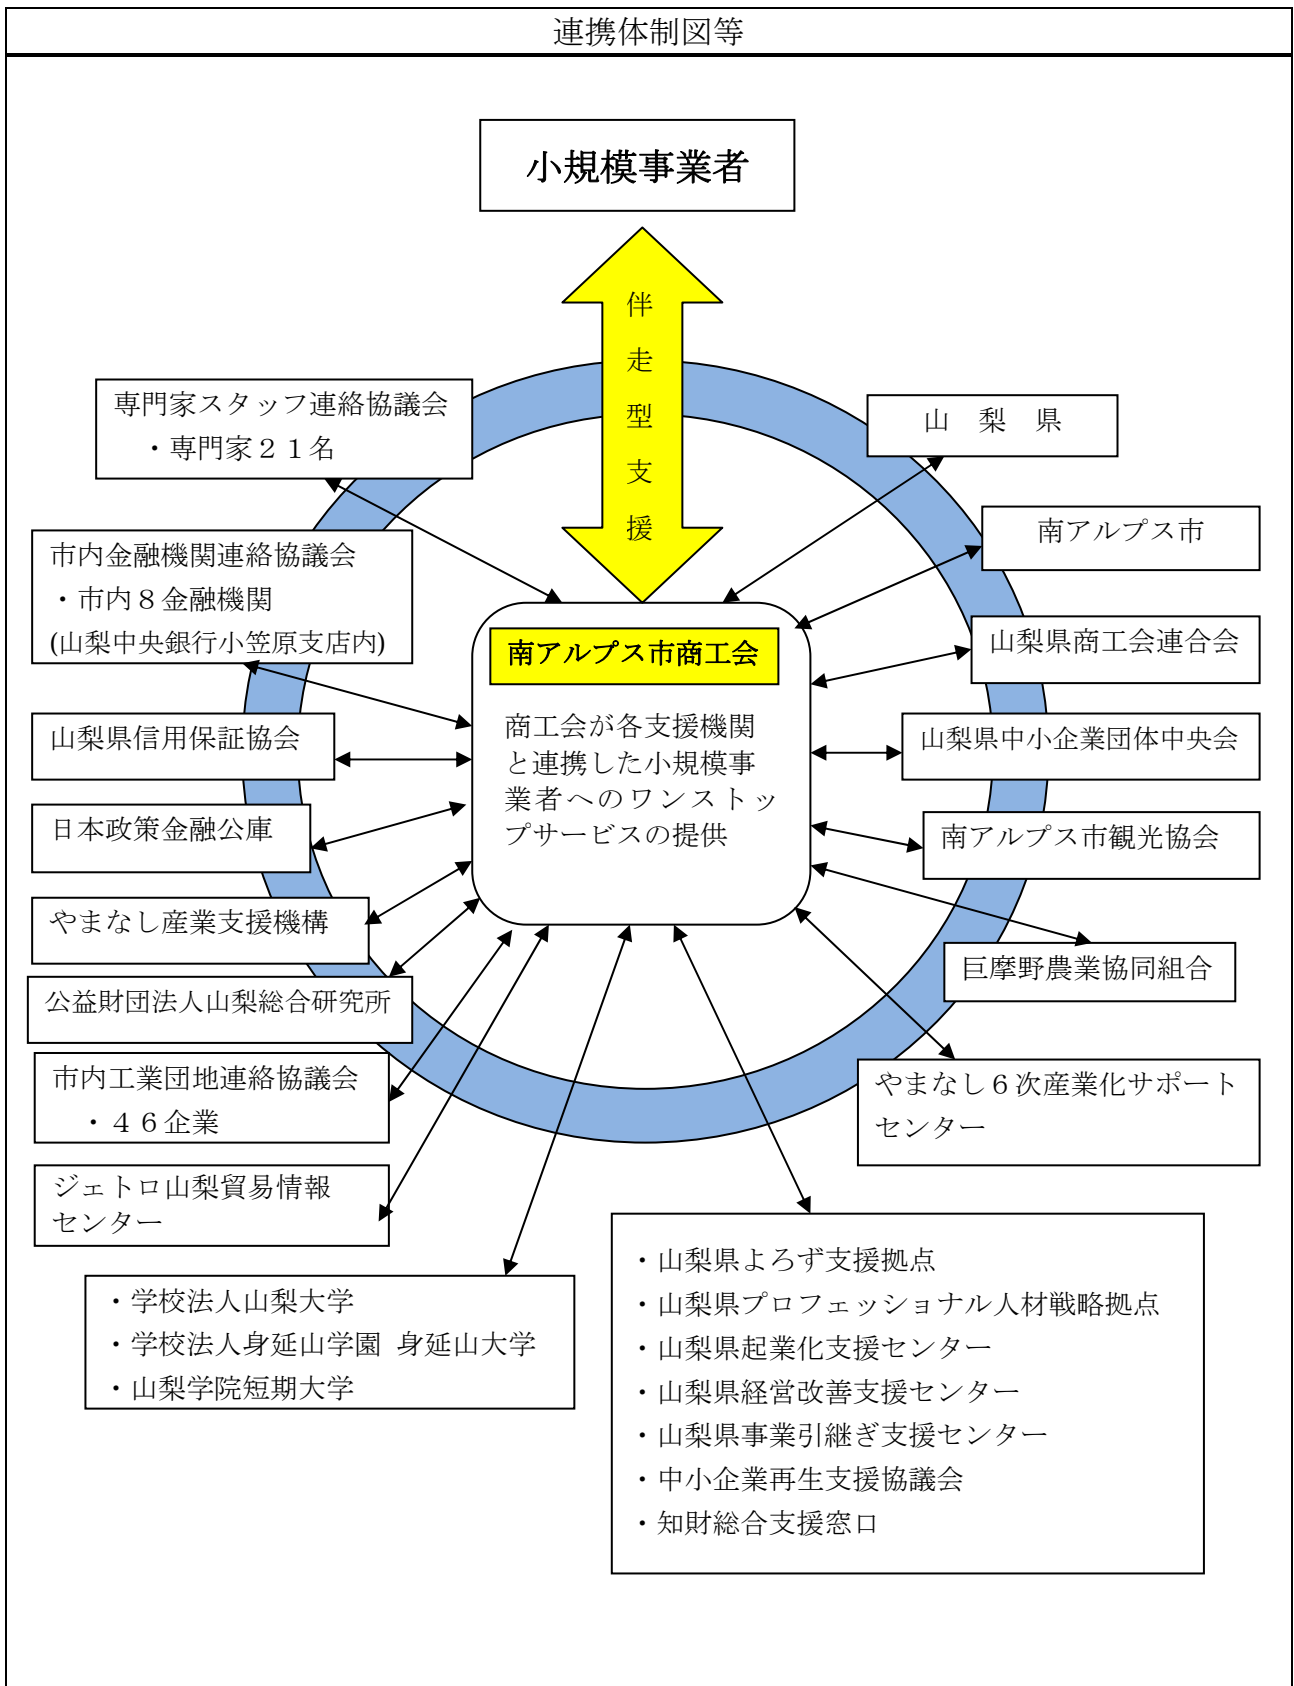 連携体制図等
小規模事業者
伴走型支援
専門家スタッフ連絡協議会
・専門家２１名
市内金融機関連絡協議会
・市内８金融機関
(山梨中央銀行小笠原支店内)
山梨県信用保証協会
日本政策金融公庫
やまなし産業支援機構
公益財団法人山梨総合研究所
市内工業団地連絡協議会
・４６企業
ジェトロ山梨貿易情報
センター
南アルプス市商工会
商工会が各支援機関
と連携した小規模事
業者へのワンストッ
プサービスの提供
山　梨　県
南アルプス市
山梨県商工会連合会
山梨県中小企業団体中央会
南アルプス市観光協会
巨摩野農業協同組合
やまなし６次産業化サポート
センター
・学校法人山梨大学
・学校法人身延山学園 身延山大学
・山梨学院短期大学
・山梨県よろず支援拠点
・山梨県プロフェッショナル人材戦略拠点
・山梨県起業化支援センター
・山梨県経営改善支援センター
・山梨県事業引継ぎ支援センター
・中小企業再生支援協議会
・知財総合支援窓口